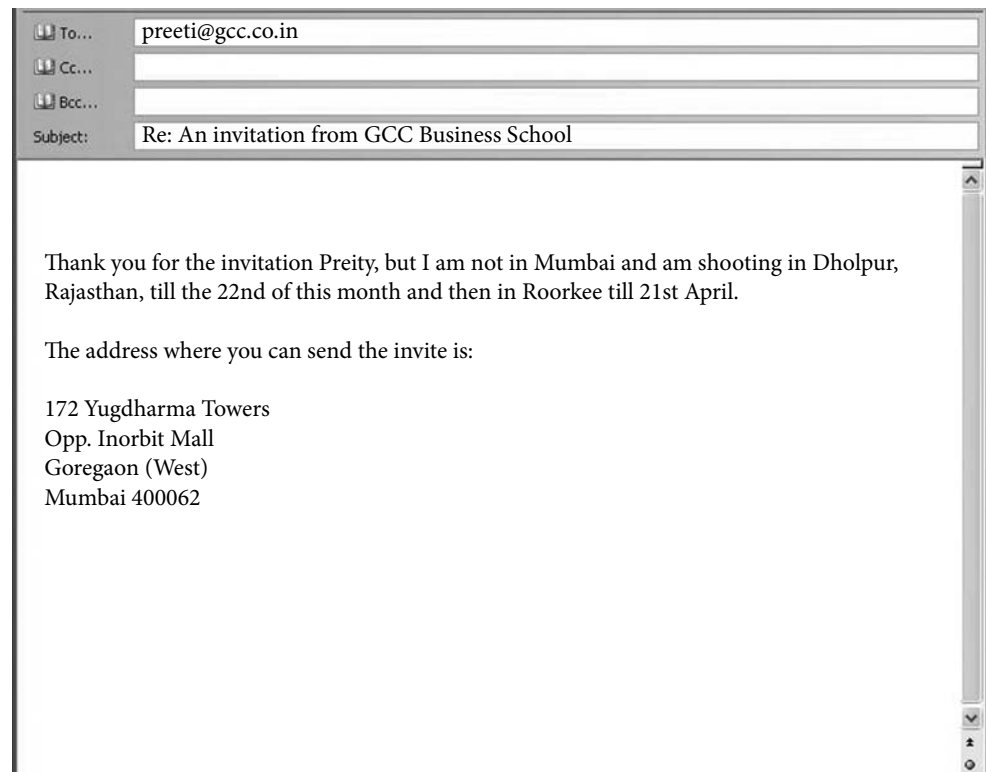 To... preeti@gcc.co.in
Cc...
Bcc...
Subject: Re: An invitation from GCC Business School
Thank you for the invitation Preity, but I am not in Mumbai and am shooting in Dholpur,
Rajasthan, till the 22nd of this month and then in Roorkee till 21st April.
The address where you can send the invite is:
172 Yugdharma Towers
Opp. Inorbit Mall
Goregaon (West)
Mumbai 400062